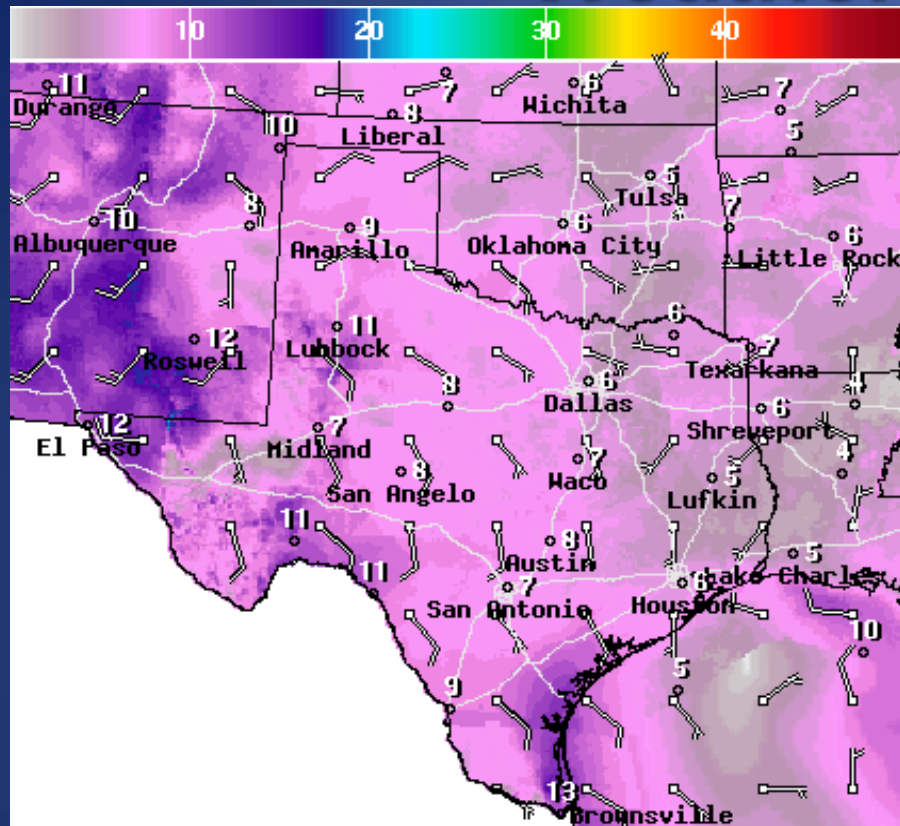 10 20 30 40
11
Durango
8
Liberal
7
6
Wichita
7
10
5
5
Tulsa
8
10
Albuquerque
9
Amarillo
6
Oklahoma City
7
6
Little Rock
12
Roswell
11
Lubbock
6
7
Texarkana
8
6
Dallas
4
6
Shreveport
12
El Paso
7
Midland
8
San Angelo
7
Waco
5
Lufkin
4
11
8
Austin
5
Lake Charles
11
7
San Antonio
6
Houston
10
9
5
13
Brownsville